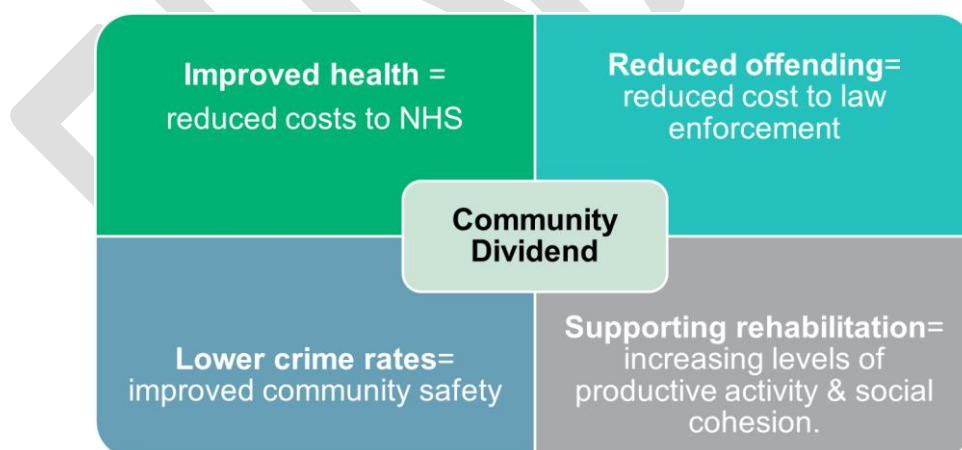 Improved health =
reduced costs to NHS
Reduced offending=
reduced cost to law
enforcement
Community
Dividend
Lower crime rates=
improved community safety
Supporting rehabilitation=
increasing levels of
productive activity & social
cohesion.